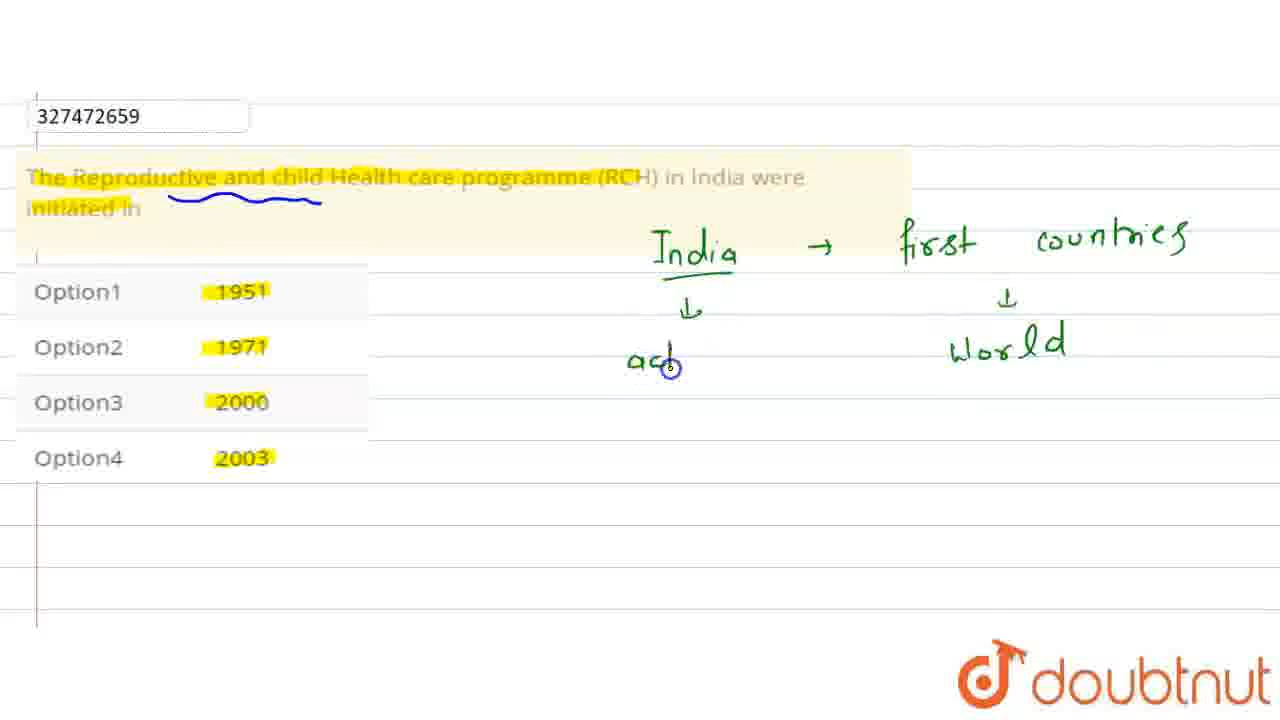 327472659
The Reproductive and child Health care programme (RCH) in India were
initiated in
India → first countries
↓ ↓
ad World
Option1 1951
Option2 1971
Option3 2000
Option4 2003
doubtnut